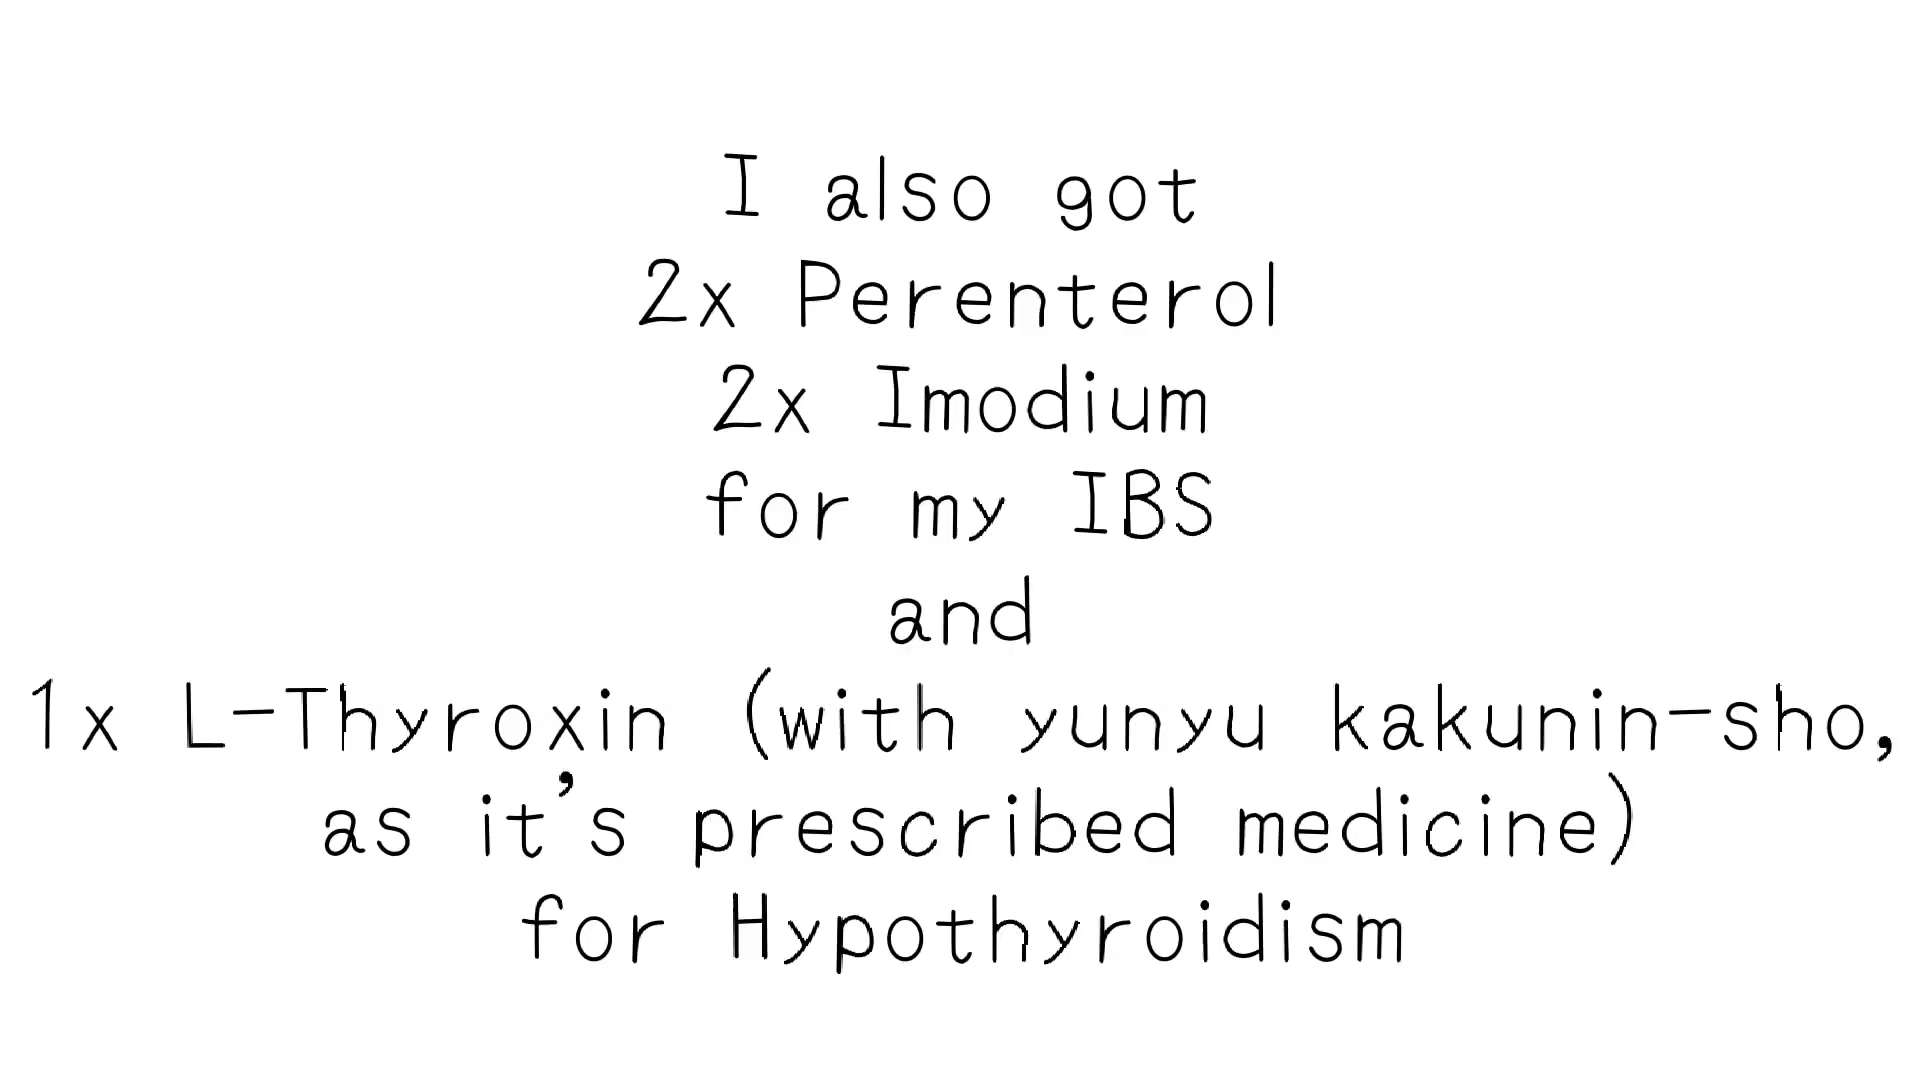 I also got
2x Perenterol
2x Imodium
for my IBS
and
1x L-Thyroxin (with yunyu kakunin-sho,
as it's prescribed medicine)
for Hypothyroidism